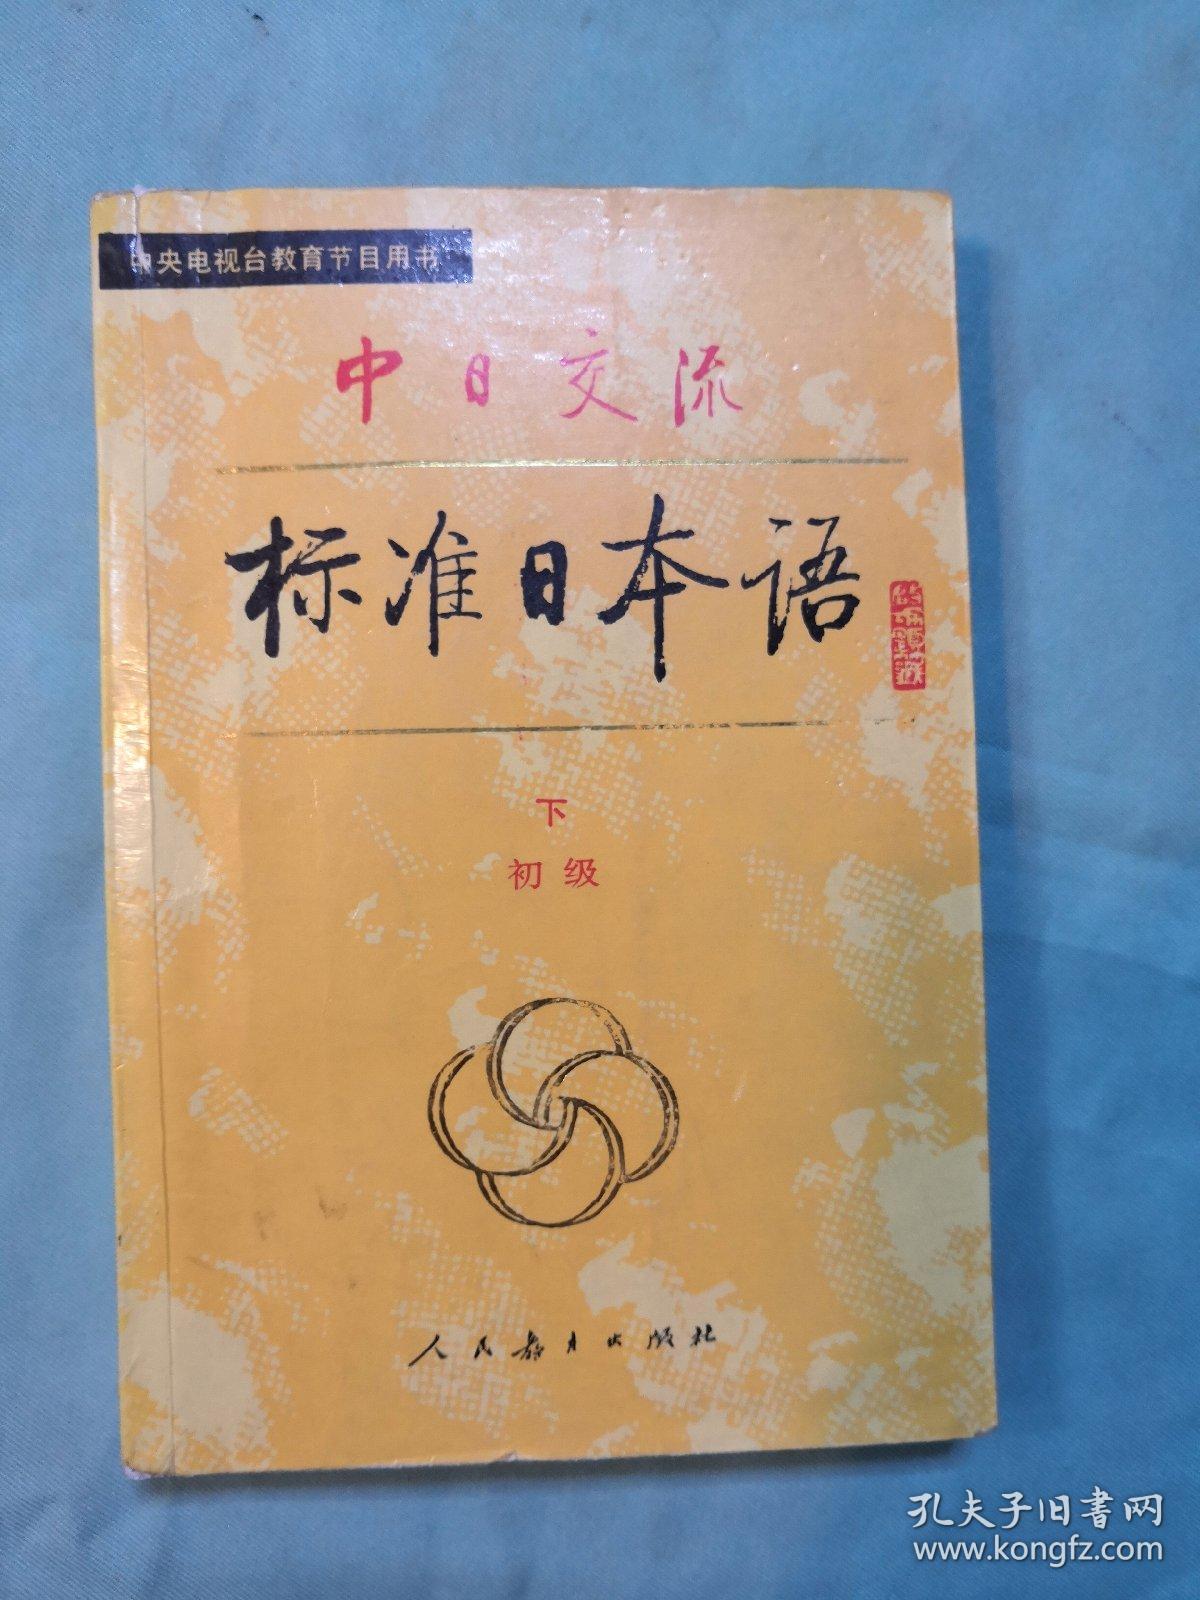 中央电视台教育节目用书
中日交流
标准日本语
下
初级
人民教育出版社
孔夫子旧书网
www.kongfz.com